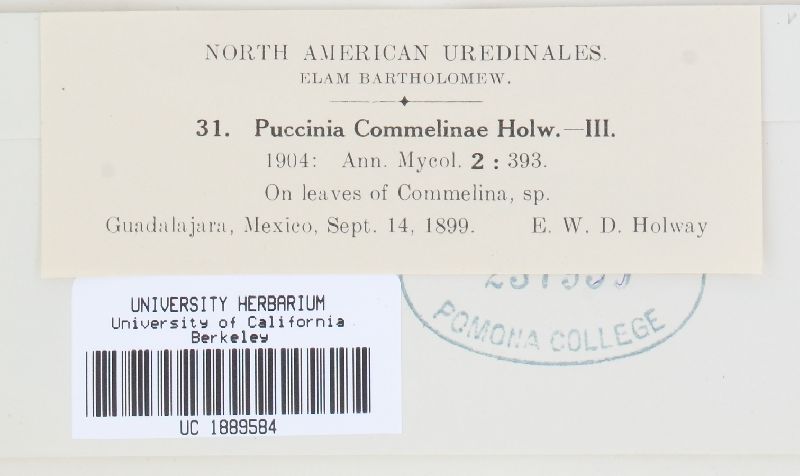 NORTH AMERICAN UREDINALES.
ELAM BARTHOLOMEW.
31. Puccinia Commelinae Holw.—III.
1904: Ann. Mycol. 2 : 393.
On leaves of Commelina, sp.
Guadalajara, Mexico, Sept. 14, 1899. E. W. D. Holway
POMONA COLLEGE
UNIVERSITY HERBARIUM
University of California
Berkeley
UC 1889584